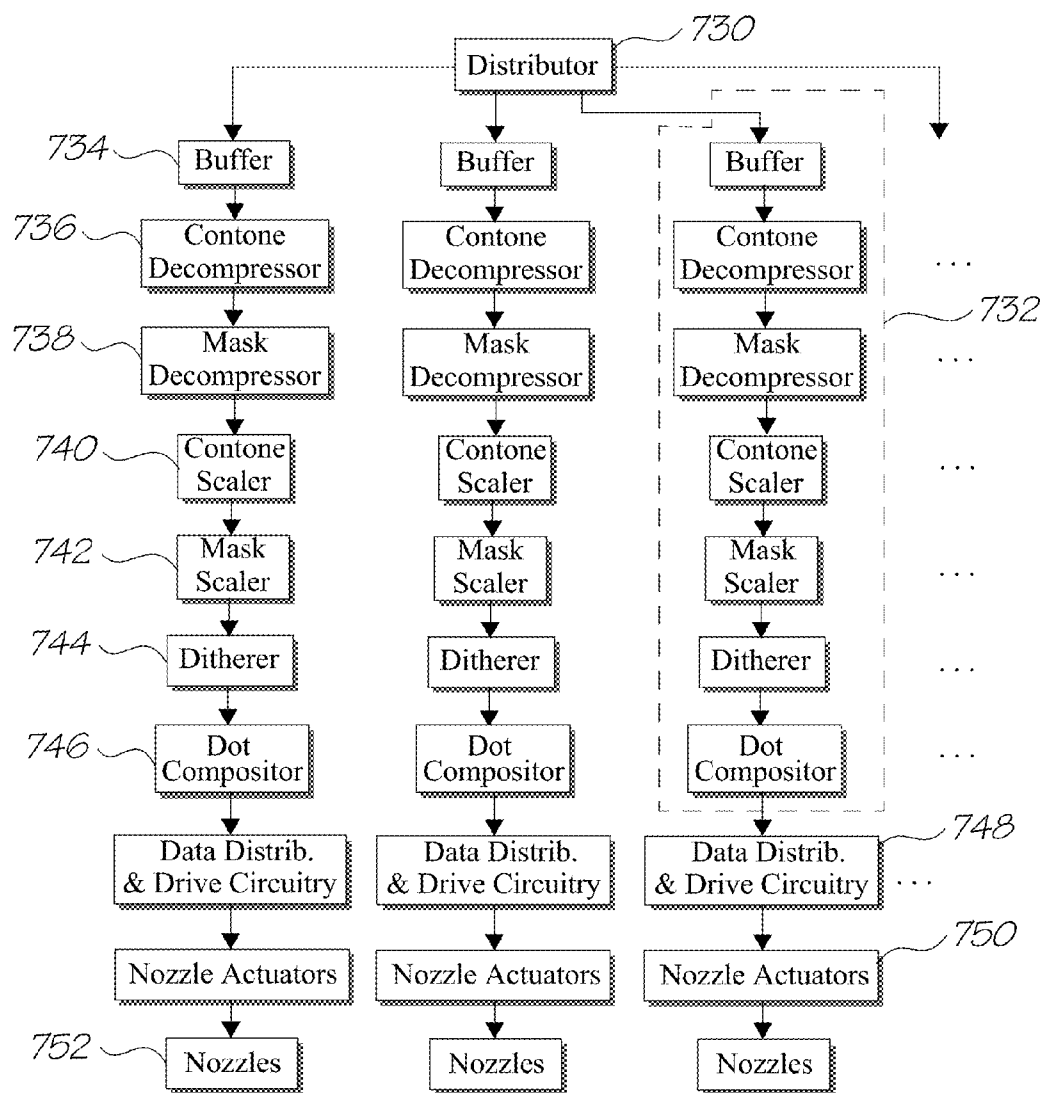 730
Distributor
734
Buffer
Buffer
Buffer
736
Contone
Decompressor
Contone
Decompressor
Contone
Decompressor
...
732
738
Mask
Decompressor
Mask
Decompressor
Mask
Decompressor
...
740
Contone
Scaler
Contone
Scaler
Contone
Scaler
...
742
Mask
Scaler
Mask
Scaler
Mask
Scaler
...
744
Ditherer
Ditherer
Ditherer
...
746
Dot
Compositor
Dot
Compositor
Dot
Compositor
...
748
Data Distrib.
& Drive Circuitry
Data Distrib.
& Drive Circuitry
Data Distrib.
& Drive Circuitry
...
750
Nozzle Actuators
Nozzle Actuators
Nozzle Actuators
752
Nozzles
Nozzles
Nozzles